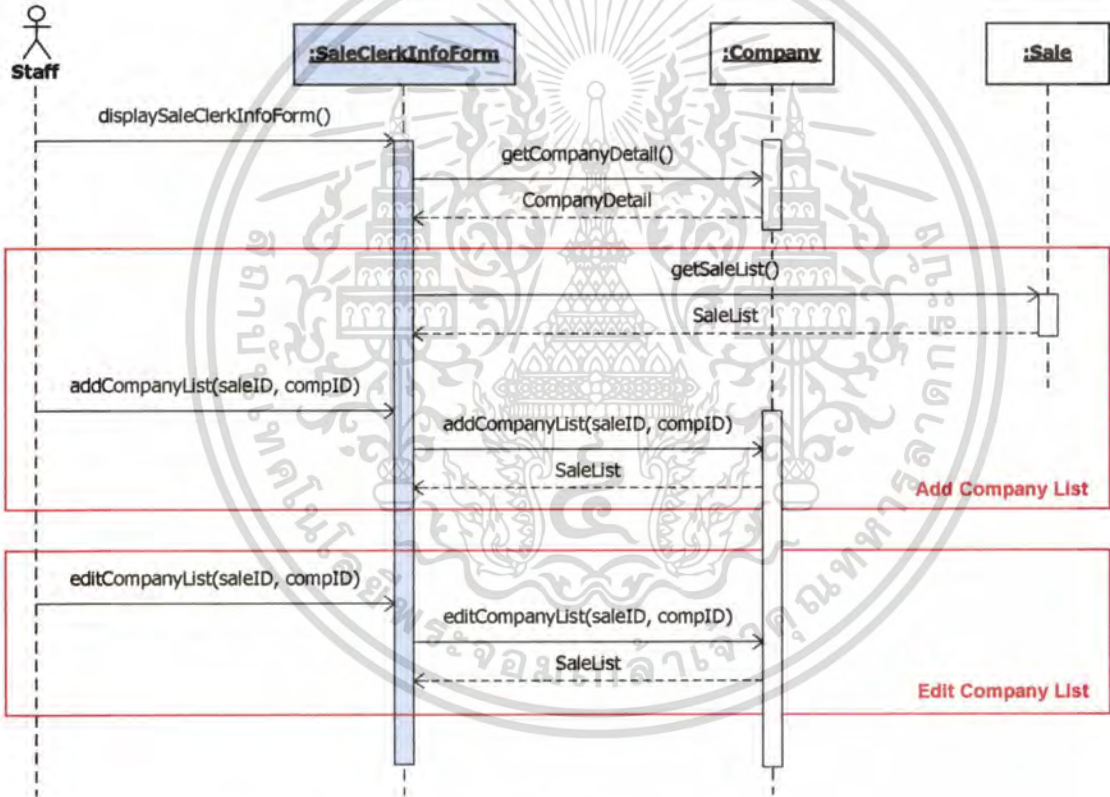 Staff
:SaleClerkInfoForm
:Company
:Sale
displaySaleClerkInfoForm()
getCompanyDetail()
CompanyDetail
getSaleList()
SaleList
addCompanyList(saleID, compID)
addCompanyList(saleID, compID)
SaleList
Add Company List
editCompanyList(saleID, compID)
editCompanyList(saleID, compID)
SaleList
Edit Company List